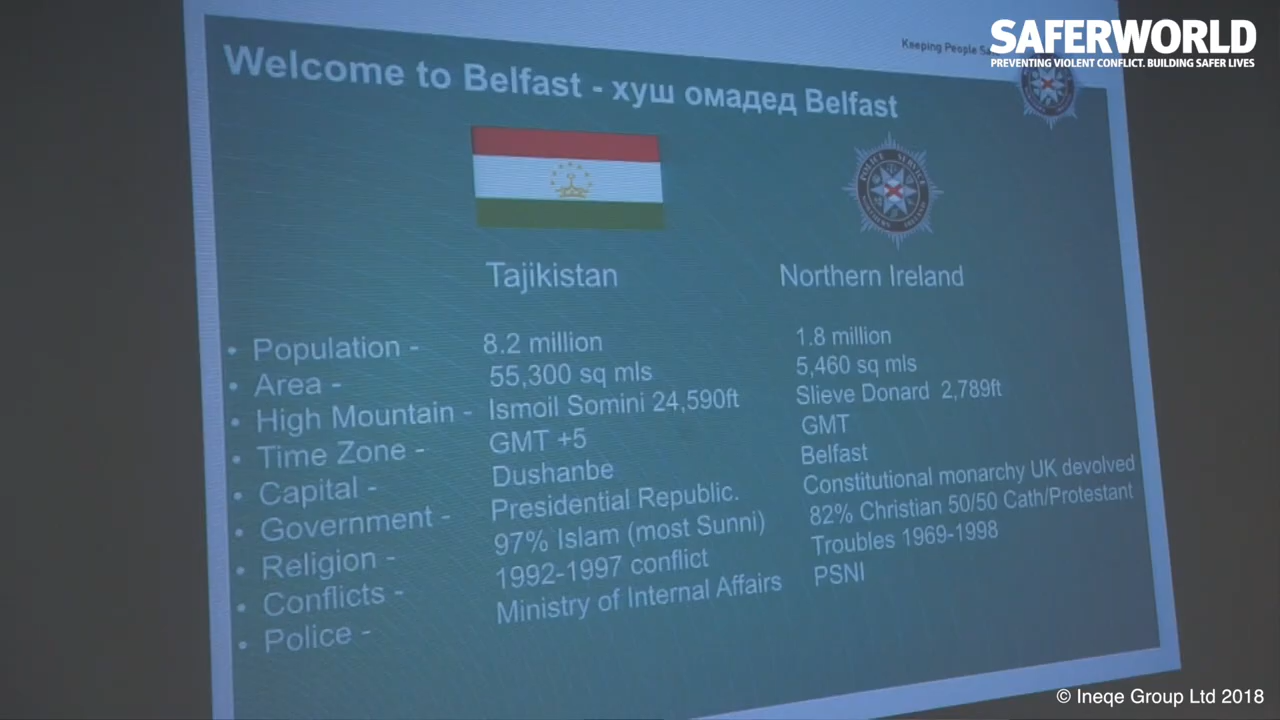 SAFERWORLD
PREVENTING VIOLENT CONFLICT. BUILDING SAFER LIVES
Keeping People
Welcome to Belfast - хуш омадед Belfast
POLICE SERVICE
NORTHERN IRELAND
Tajikistan Northern Ireland
• Population - 8.2 million 1.8 million
• Area - 55,300 sq mls 5,460 sq mls
• High Mountain - Ismoil Somini 24,590ft Slieve Donard 2,789ft
• Time Zone - GMT +5 GMT
• Capital - Dushanbe Belfast
• Government - Presidential Republic. Constitutional monarchy UK devolved
• Religion - 97% Islam (most Sunni) 82% Christian 50/50 Cath/Protestant
• Conflicts - 1992-1997 conflict Troubles 1969-1998
• Police - Ministry of Internal Affairs PSNI
© Ineqe Group Ltd 2018